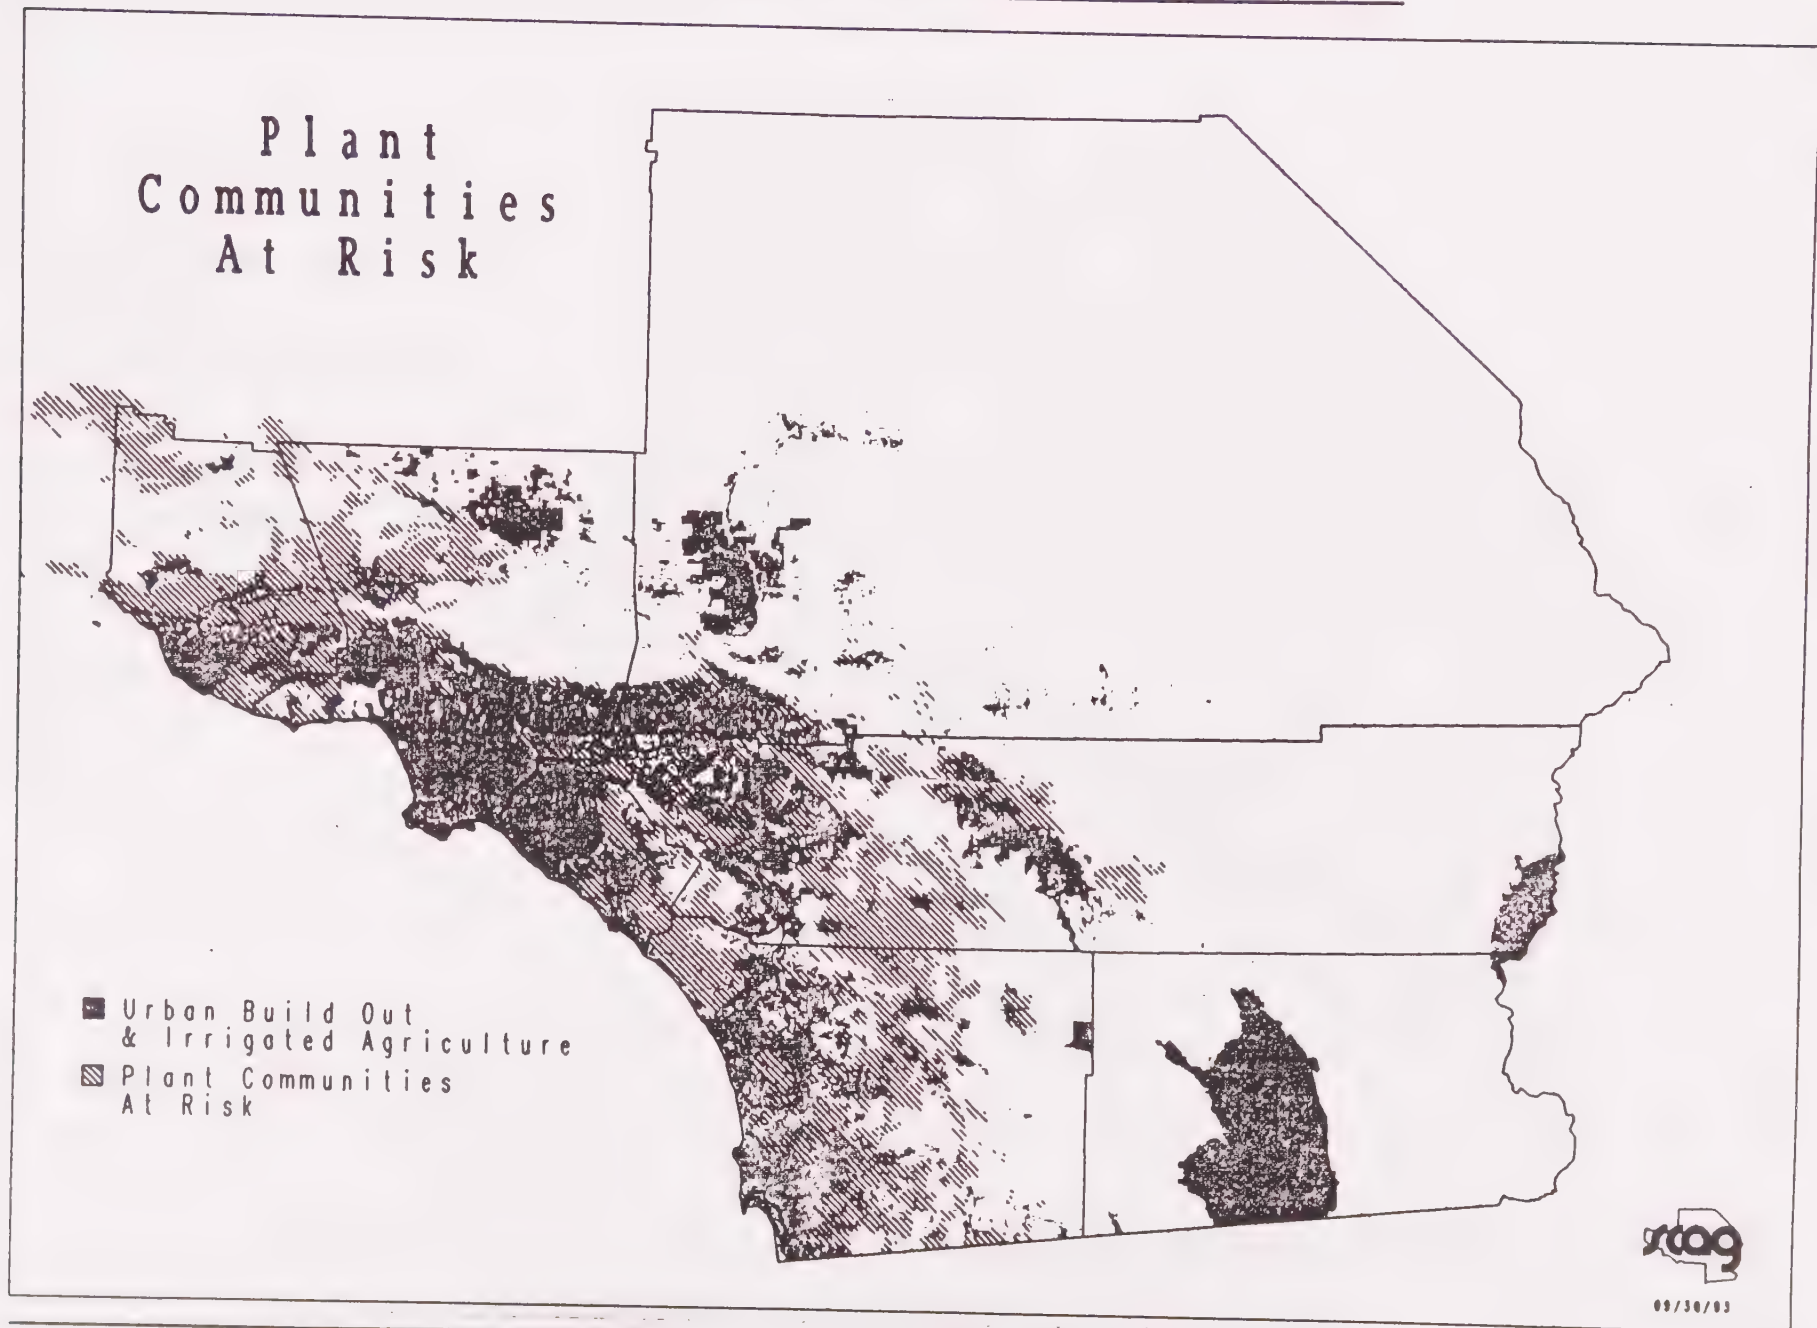 Plant
Communities
At Risk
Urban Build Out
& Irrigated Agriculture
Plant Communities
At Risk
scag
09/30/93